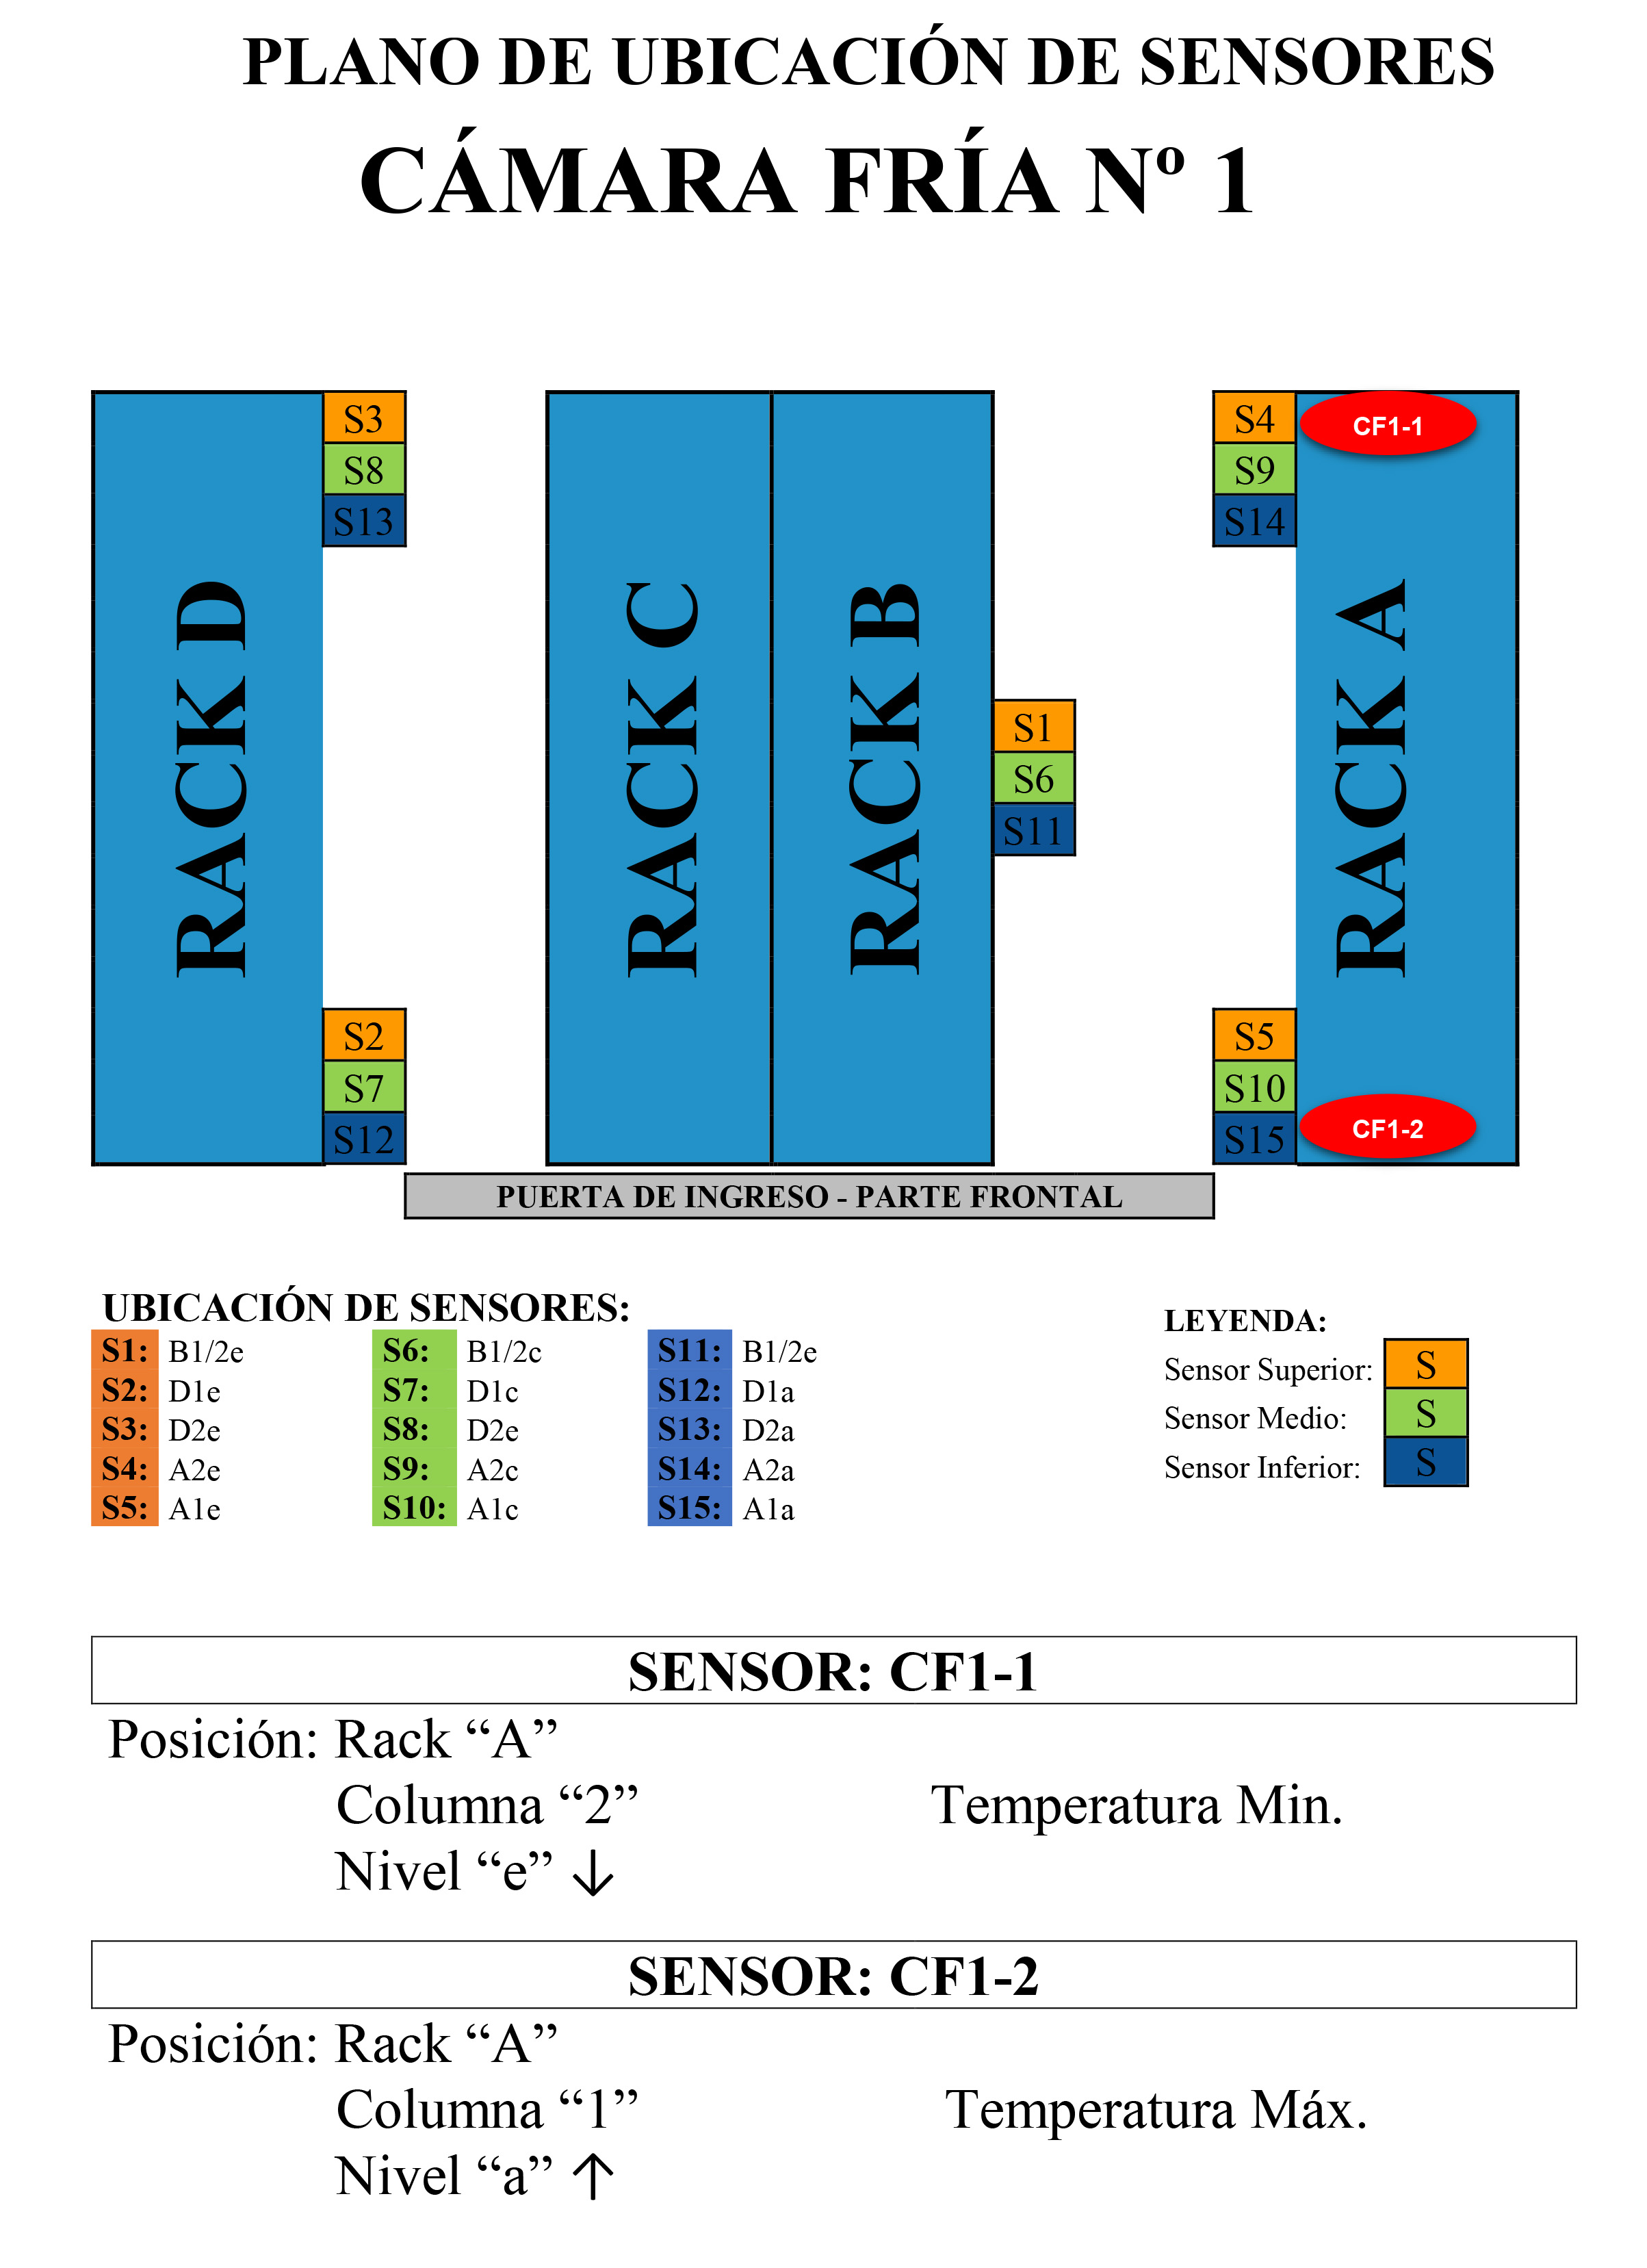 PLANO DE UBICACIÓN DE SENSORES
CÁMARA FRÍA Nº 1
S3
S8
S13
S4
S9
S14
CF1-1
RACK D
RACK C
RACK B
RACK A
S1
S6
S11
S2
S7
S12
S5
S10
S15
CF1-2
PUERTA DE INGRESO - PARTE FRONTAL
UBICACIÓN DE SENSORES:
S1: B1/2e S6: B1/2c S11: B1/2e
S2: D1e S7: D1c S12: D1a
S3: D2e S8: D2e S13: D2a
S4: A2e S9: A2c S14: A2a
S5: A1e S10: A1c S15: A1a
LEYENDA:
Sensor Superior: S
Sensor Medio: S
Sensor Inferior: S
SENSOR: CF1-1
Posición: Rack “A”
Columna “2” Temperatura Min.
Nivel “e” ↓
SENSOR: CF1-2
Posición: Rack “A”
Columna “1” Temperatura Máx.
Nivel “a” ↑